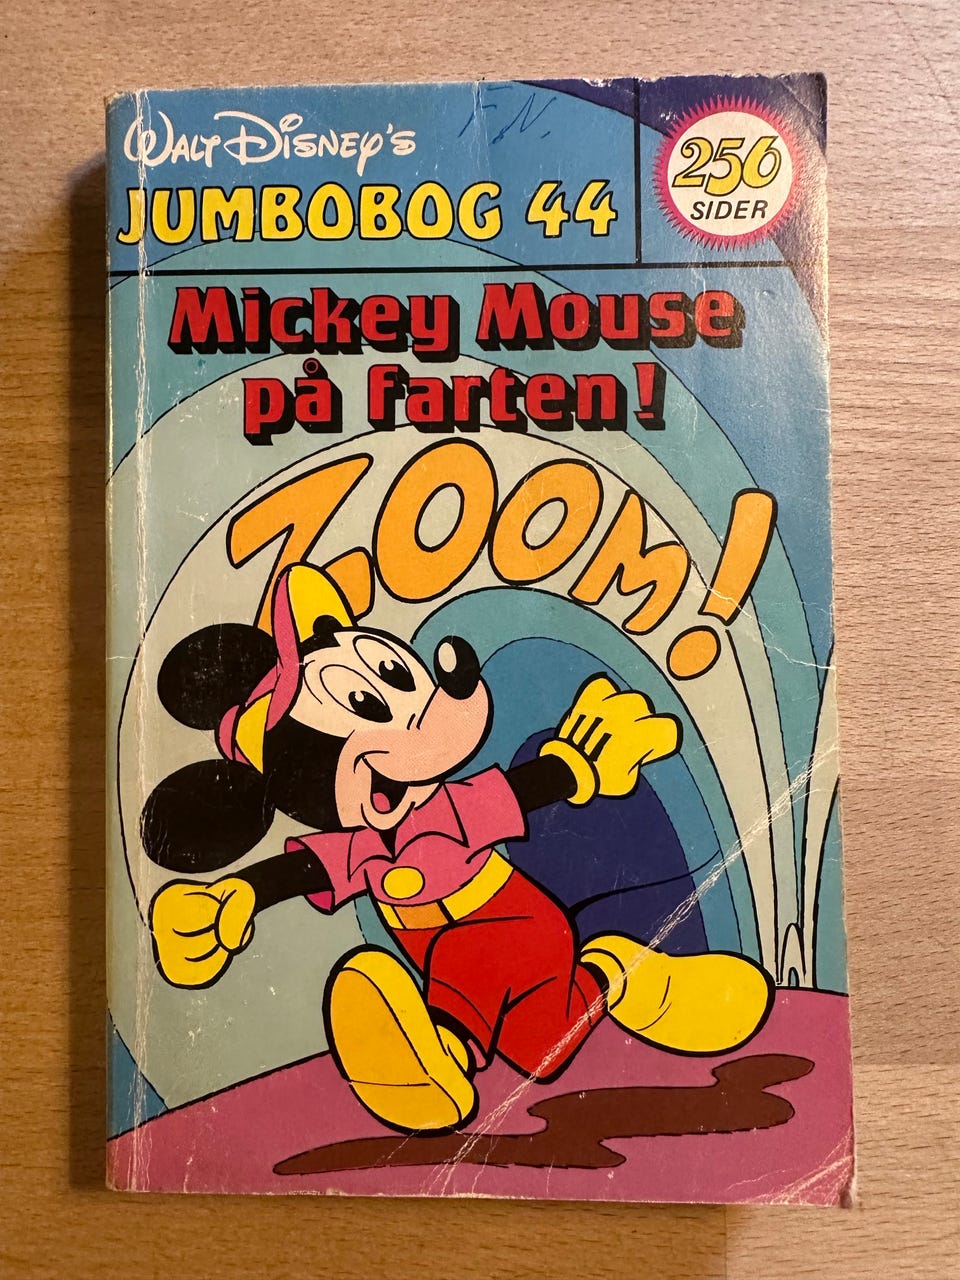 WALT DISNEY'S
F.N.
JUMBOBOG 44
256
SIDER
Mickey Mouse
på farten!
ZOOM!